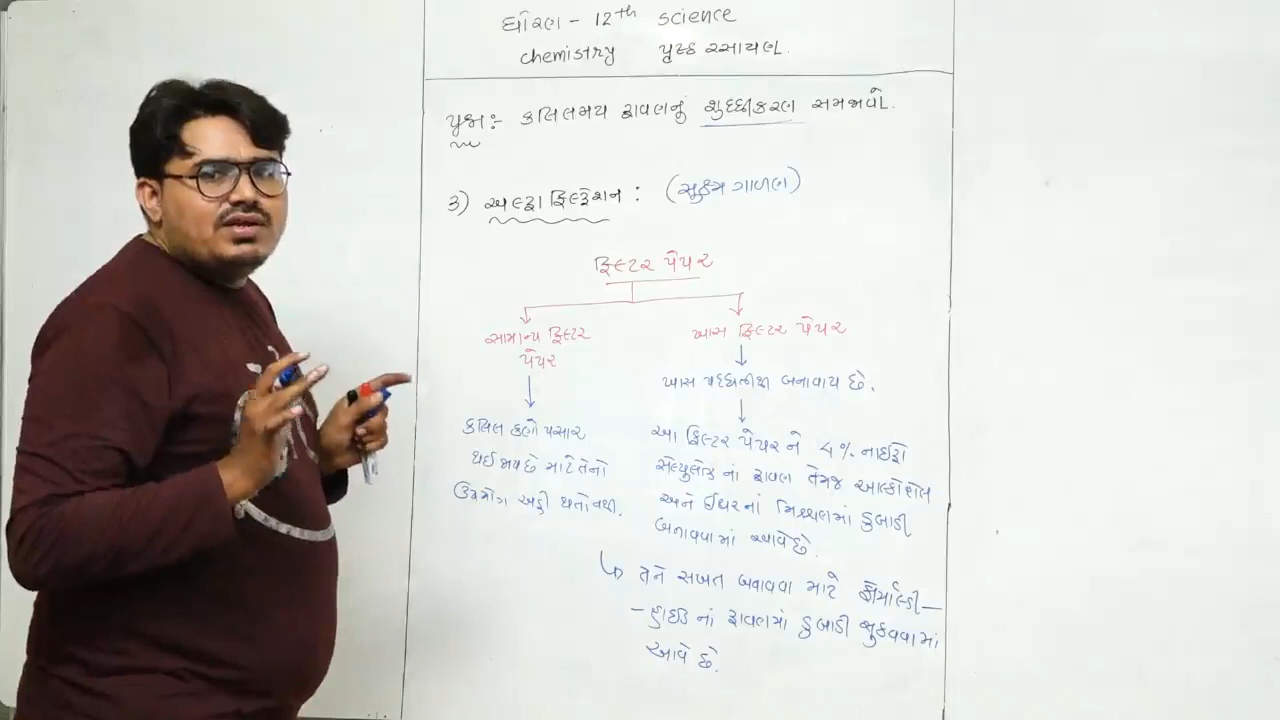 ધોરણ - 12th science
chemistry પૃષ્ઠ રસાયણ.
પ્રશ્ન :- કલિલમય દ્રાવણનું શુદ્ધીકરણ સમજાવો.
3) અલ્ટ્રા ફિલ્ટ્રેશન : (સુક્ષ્મ ગાળણ)
ફિલ્ટર પેપર
સામાન્ય ફિલ્ટર
પેપર
ખાસ ફિલ્ટર પેપર
કલિલ કણો પસાર
થઈ જાય છે માટે તેનો
ઉપયોગ અહીં થતો નથી.
ખાસ પદ્ધતિથી બનાવાય છે.
આ ફિલ્ટર પેપર ને 4% નાઈટ્રો
સેલ્યુલોઝ નાં દ્રાવણ તેમજ આલ્કોહોલ
અને ઈથર નાં મિશ્રણમાં ડુબાડી
બનાવવામાં આવે છે.
↳ તેને સખત બનાવવા માટે ફોર્માલ્ડી-
- હાઈડ નાં દ્રાવણમાં ડુબાડી સુકવવામાં
આવે છે.